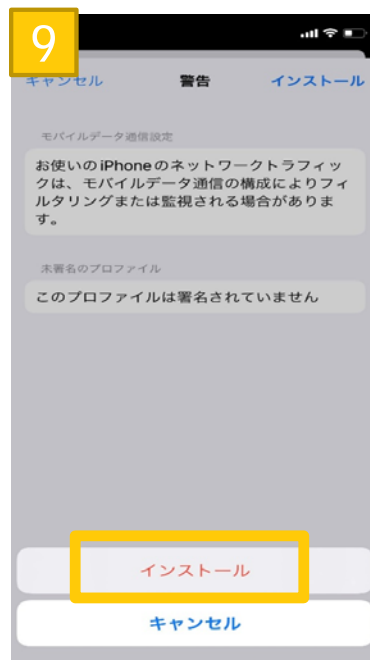 9
キャンセル 警告 インストール
モバイルデータ通信設定
お使いのiPhoneのネットワークトラフィッ
クは、モバイルデータ通信の構成によりフィ
ルタリングまたは監視される場合がありま
す。
未署名のプロファイル
このプロファイルは署名されていません
インストール
キャンセル